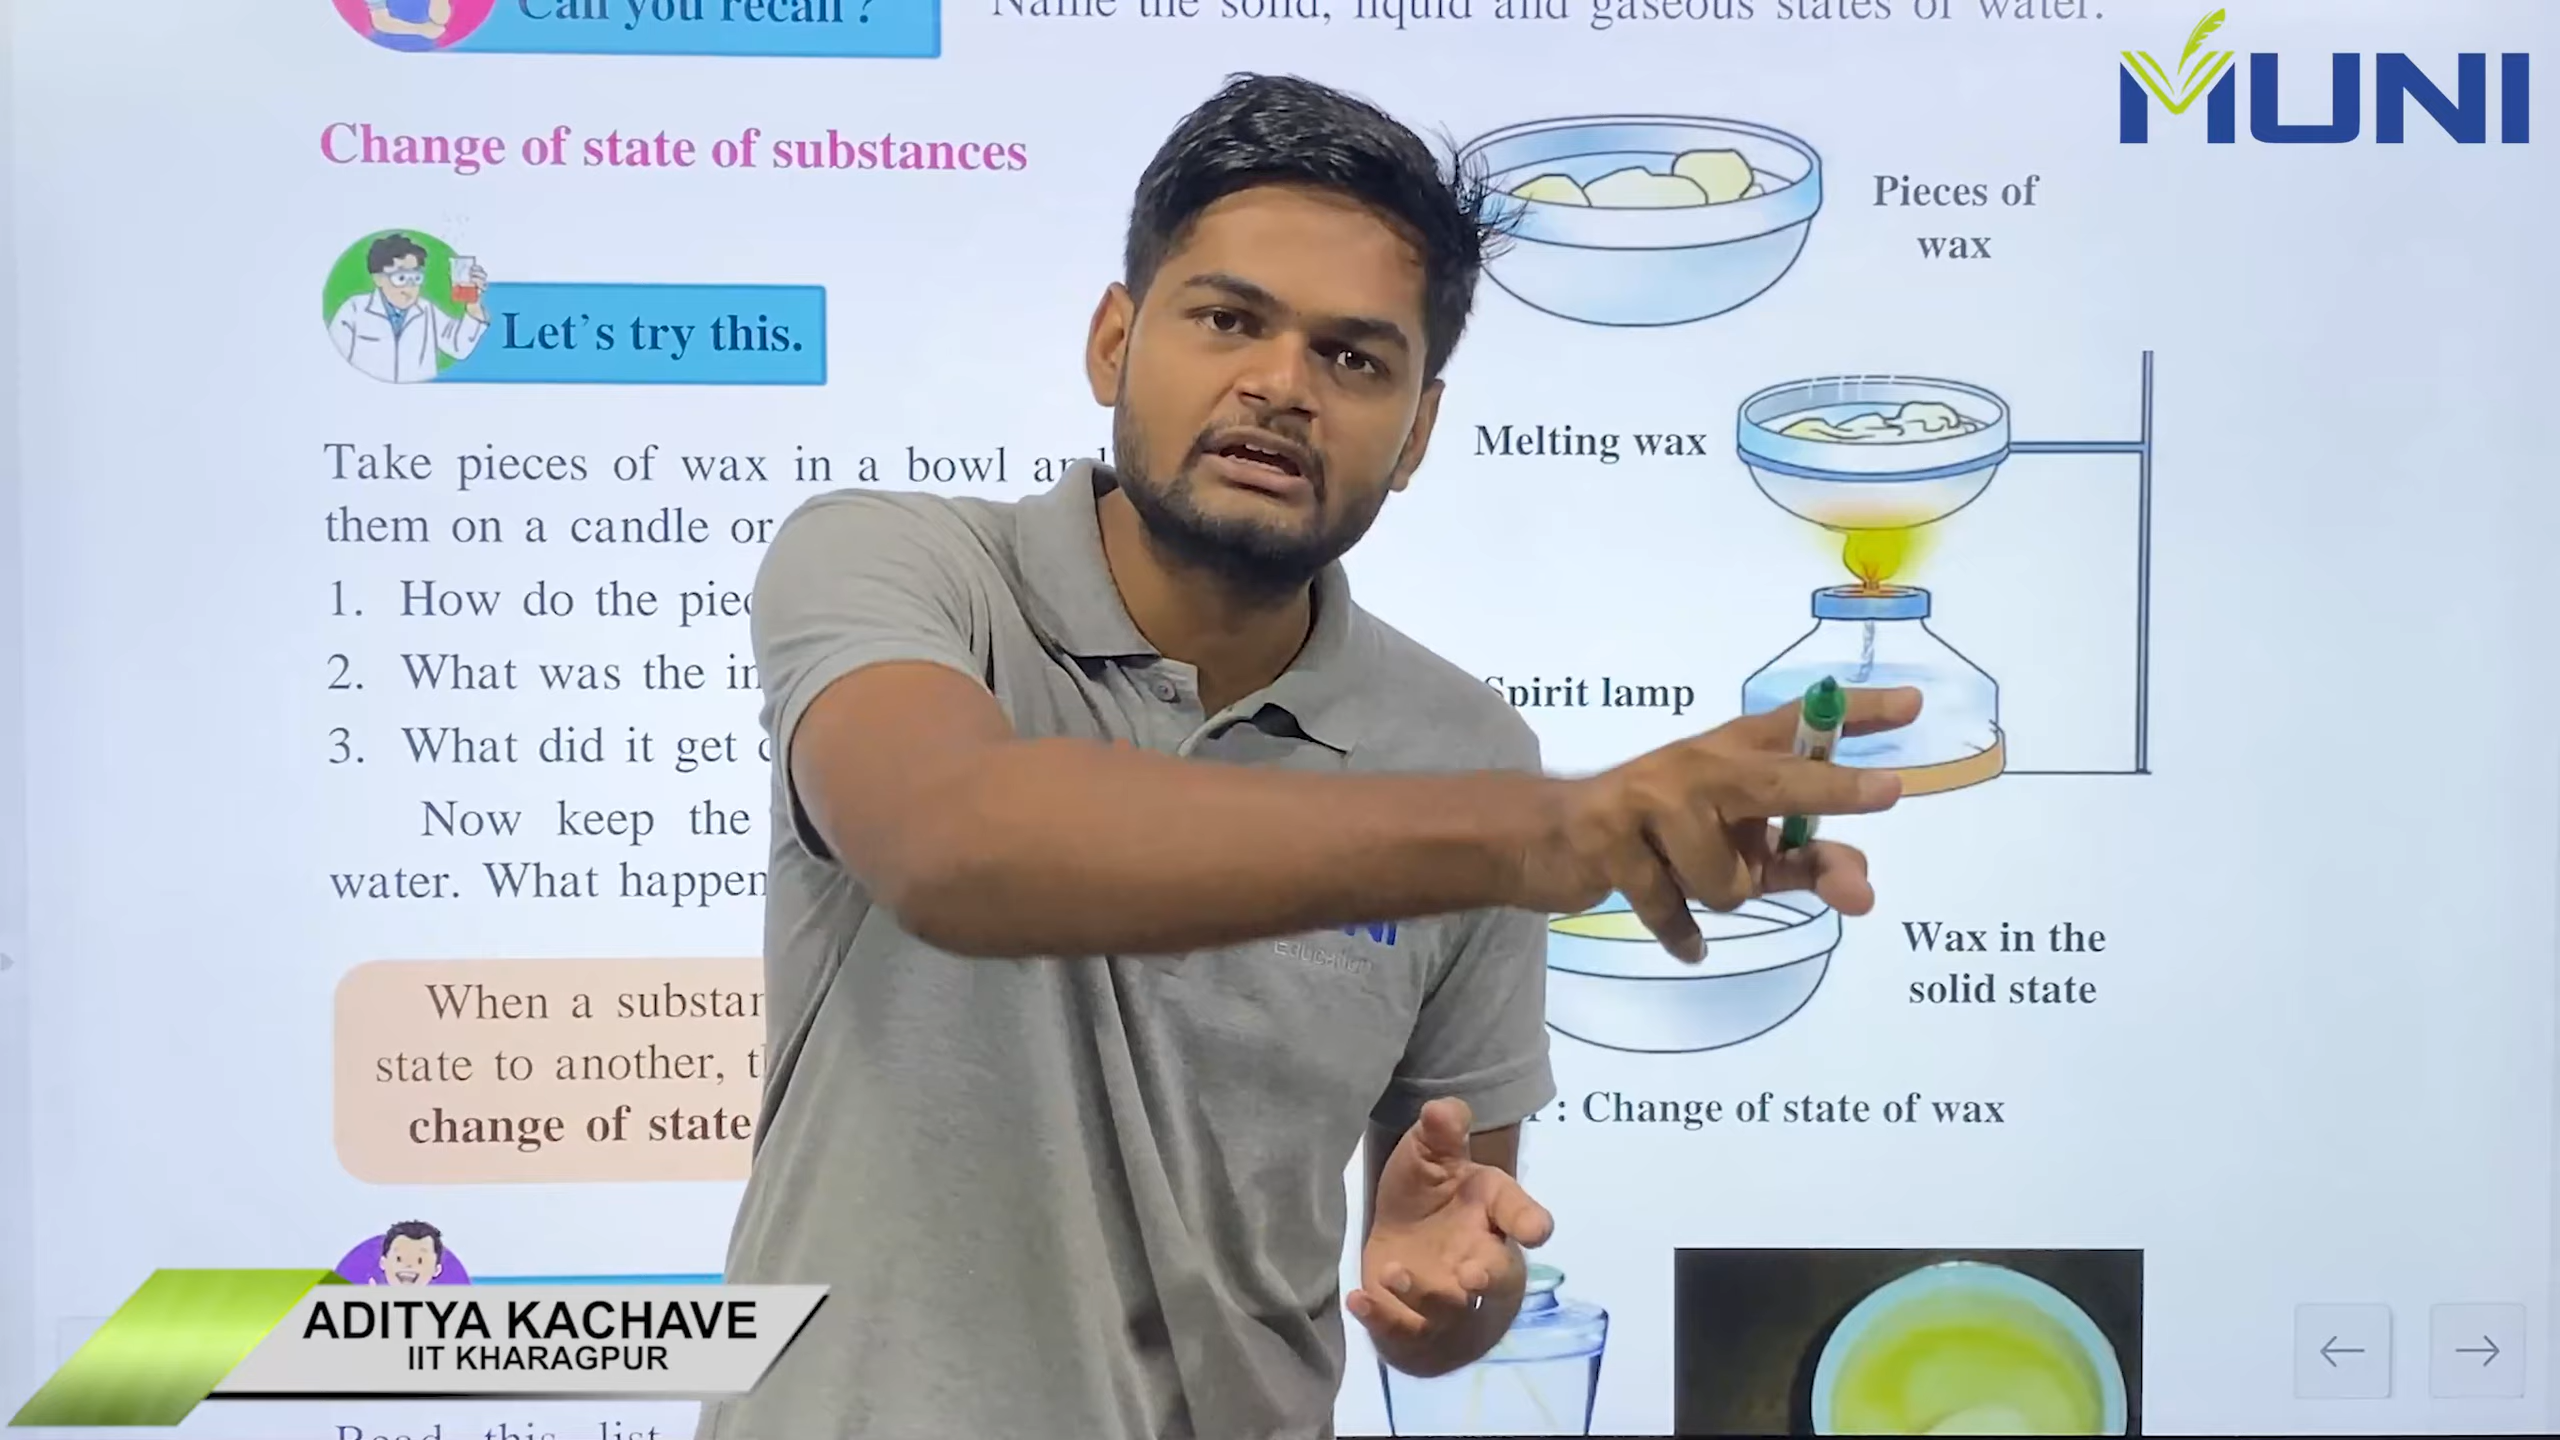 Can you recall ?
Name the solid, liquid and gaseous states of water.
MUNI
Change of state of substances
Let's try this.
Take pieces of wax in a bowl
them on a candle or
1. How do the
2. What was the
3. What did it get
Now keep the
water. What
When a
state to another,
change of state
Pieces of
wax
Melting wax
Spirit lamp
Wax in the
solid state
: Change of state of wax
Education
ADITYA KACHAVE
IIT KHARAGPUR
Read this list